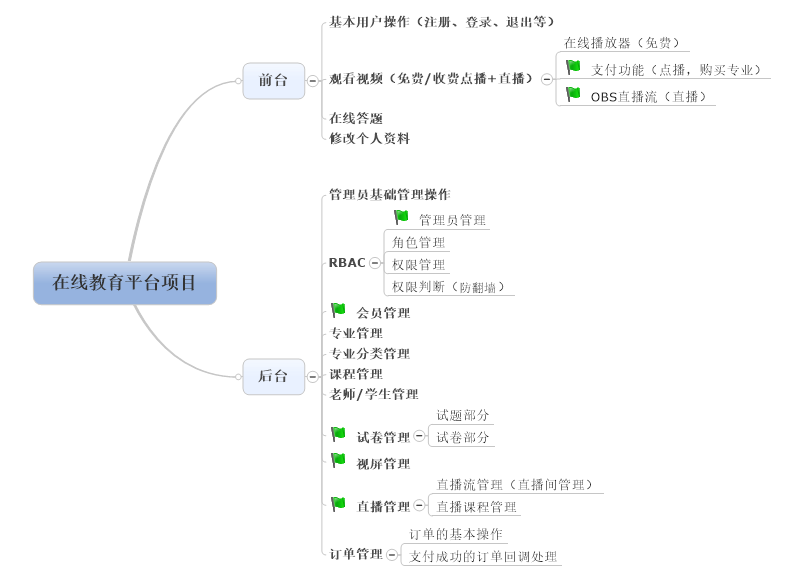 在线教育平台项目
前台
基本用户操作（注册、登录、退出等）
观看视频（免费/收费点播+直播）
在线播放器（免费）
支付功能（点播，购买专业）
OBS直播流（直播）
在线答题
修改个人资料
后台
管理员基础管理操作
RBAC
管理员管理
角色管理
权限管理
权限判断（防翻墙）
会员管理
专业管理
专业分类管理
课程管理
老师/学生管理
试卷管理
试题部分
试卷部分
视屏管理
直播管理
直播流管理（直播间管理）
直播课程管理
订单管理
订单的基本操作
支付成功的订单回调处理